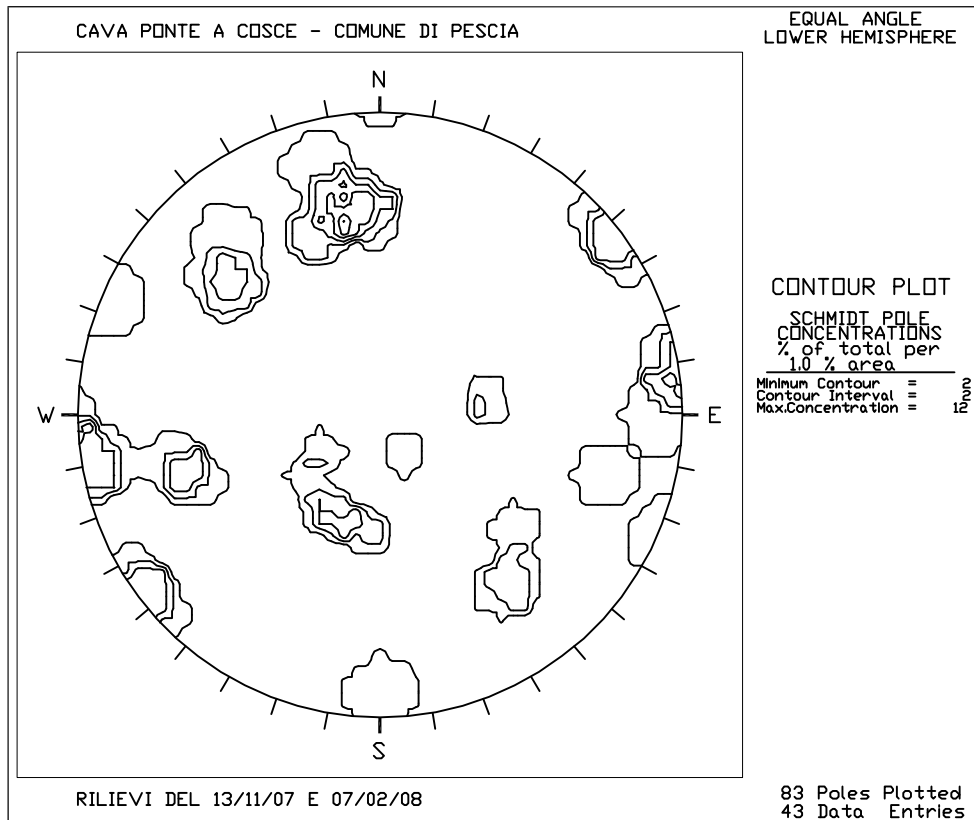 CAVA PONTE A COSCE - COMUNE DI PESCIA
EQUAL ANGLE
LOWER HEMISPHERE
N
W
E
S
CONTOUR PLOT
SCHMIDT POLE
CONCENTRATIONS
% of total per
1.0 % area
Minimum Contour = 2
Contour Interval = 2
Max.Concentration = 12
RILIEVI DEL 13/11/07 E 07/02/08
83 Poles Plotted
43 Data Entries